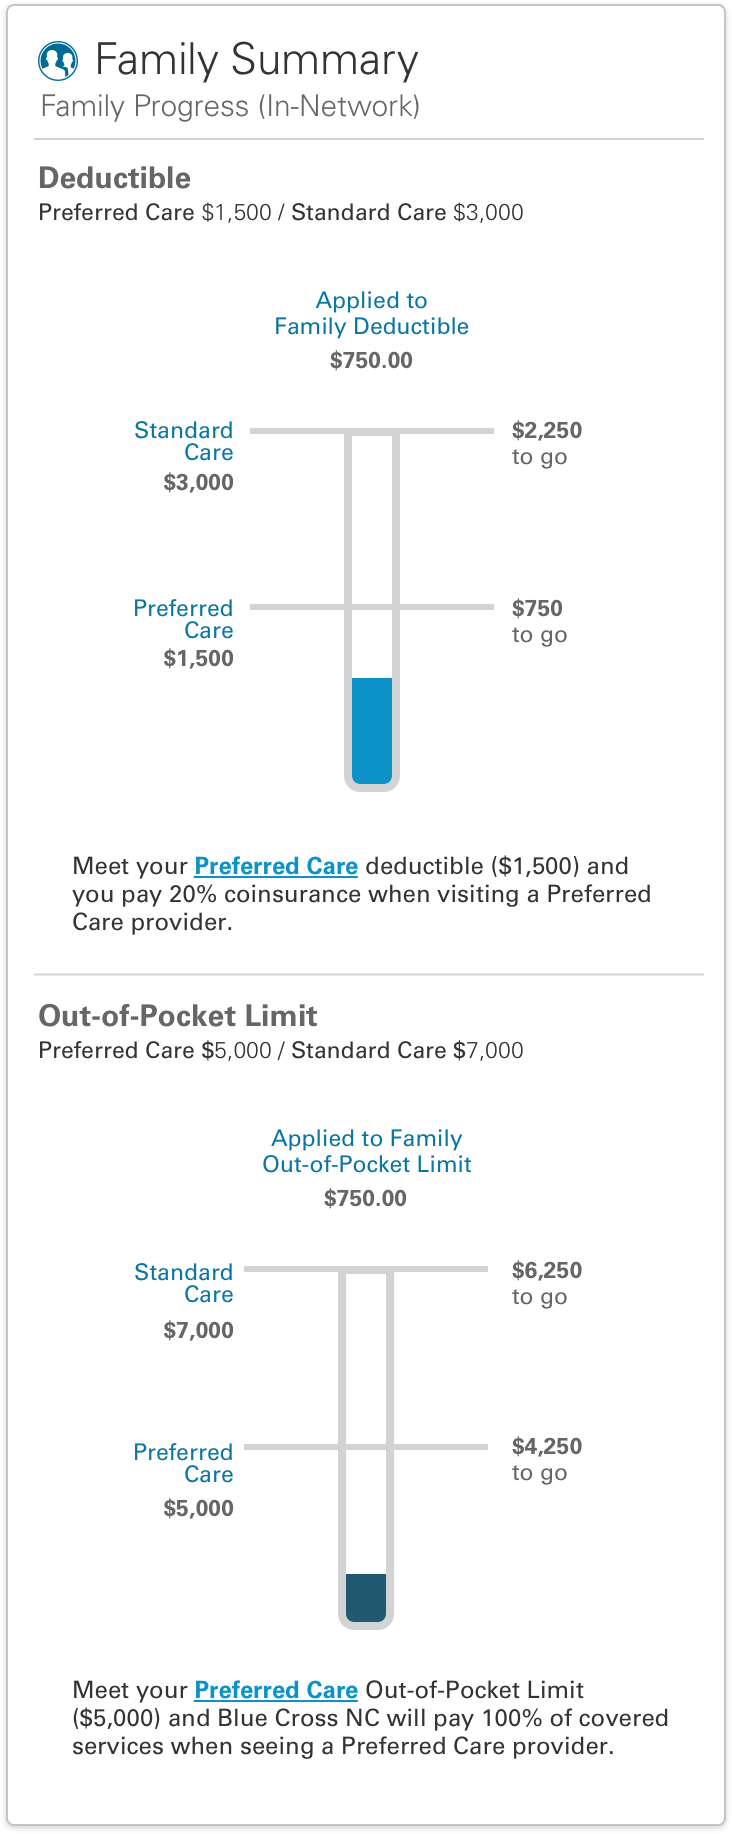 Family Summary
Family Progress (In-Network)
Deductible
Preferred Care $1,500 / Standard Care $3,000
Applied to
Family Deductible
$750.00
Standard
Care
$3,000
$2,250
to go
Preferred
Care
$1,500
$750
to go
Meet your Preferred Care deductible ($1,500) and
you pay 20% coinsurance when visiting a Preferred
Care provider.
Out-of-Pocket Limit
Preferred Care $5,000 / Standard Care $7,000
Applied to Family
Out-of-Pocket Limit
$750.00
Standard
Care
$7,000
$6,250
to go
Preferred
Care
$5,000
$4,250
to go
Meet your Preferred Care Out-of-Pocket Limit
($5,000) and Blue Cross NC will pay 100% of covered
services when seeing a Preferred Care provider.